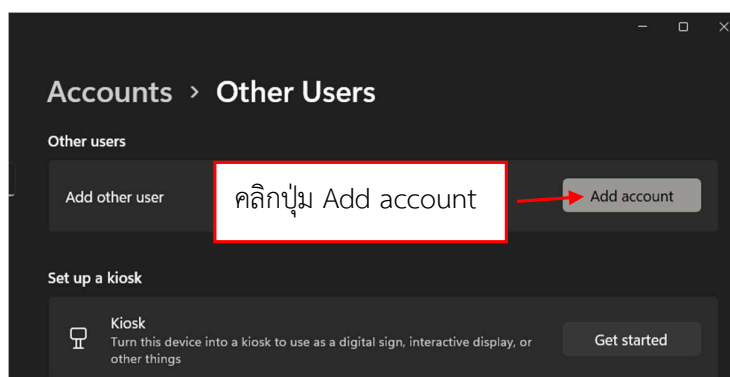 Accounts > Other Users
Other users
Add other user
คลิกปุ่ม Add account
Add account
Set up a kiosk
Kiosk
Turn this device into a kiosk to use as a digital sign, interactive display, or
other things
Get started